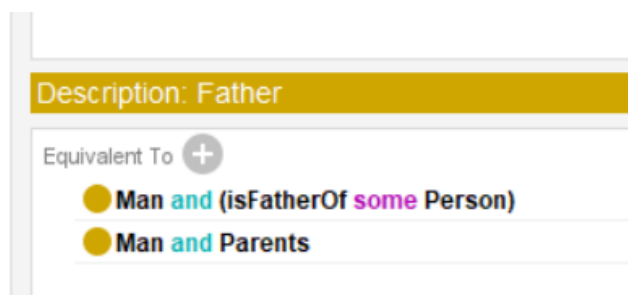 Description: Father
Equivalent To
Man and (isFatherOf some Person)
Man and Parents